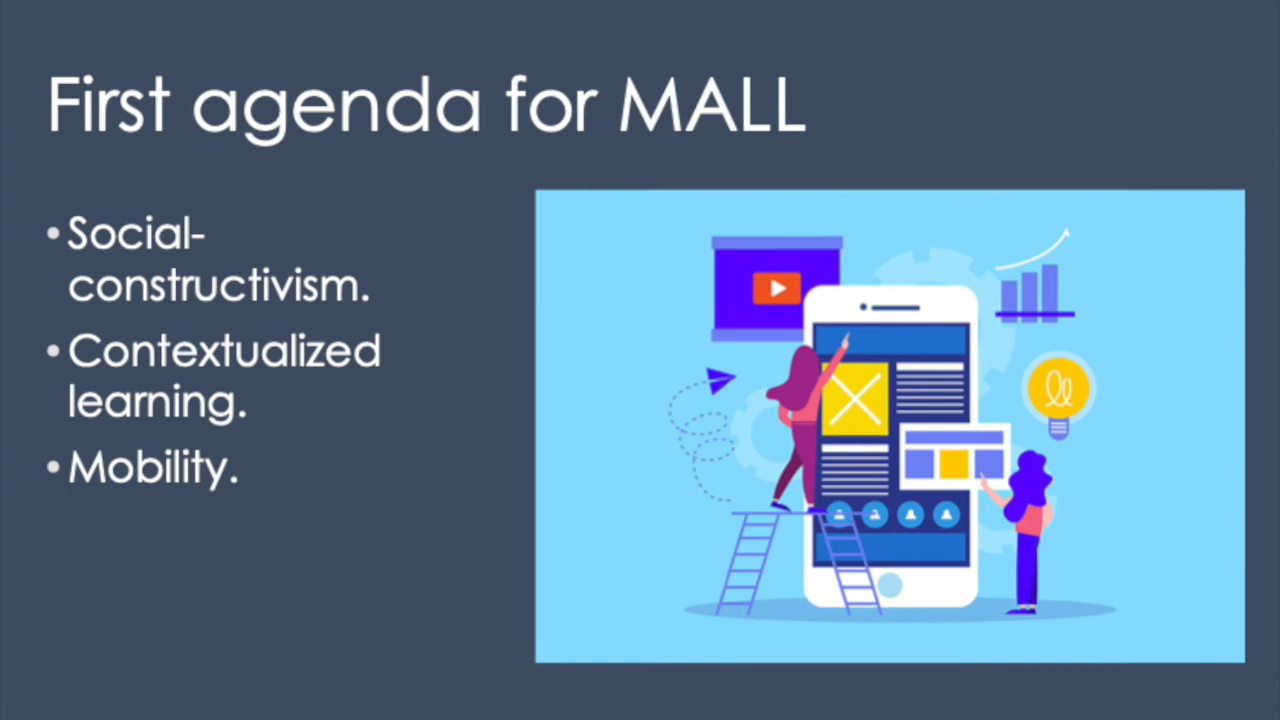 First agenda for MALL
• Social-
constructivism.
• Contextualized
learning.
• Mobility.